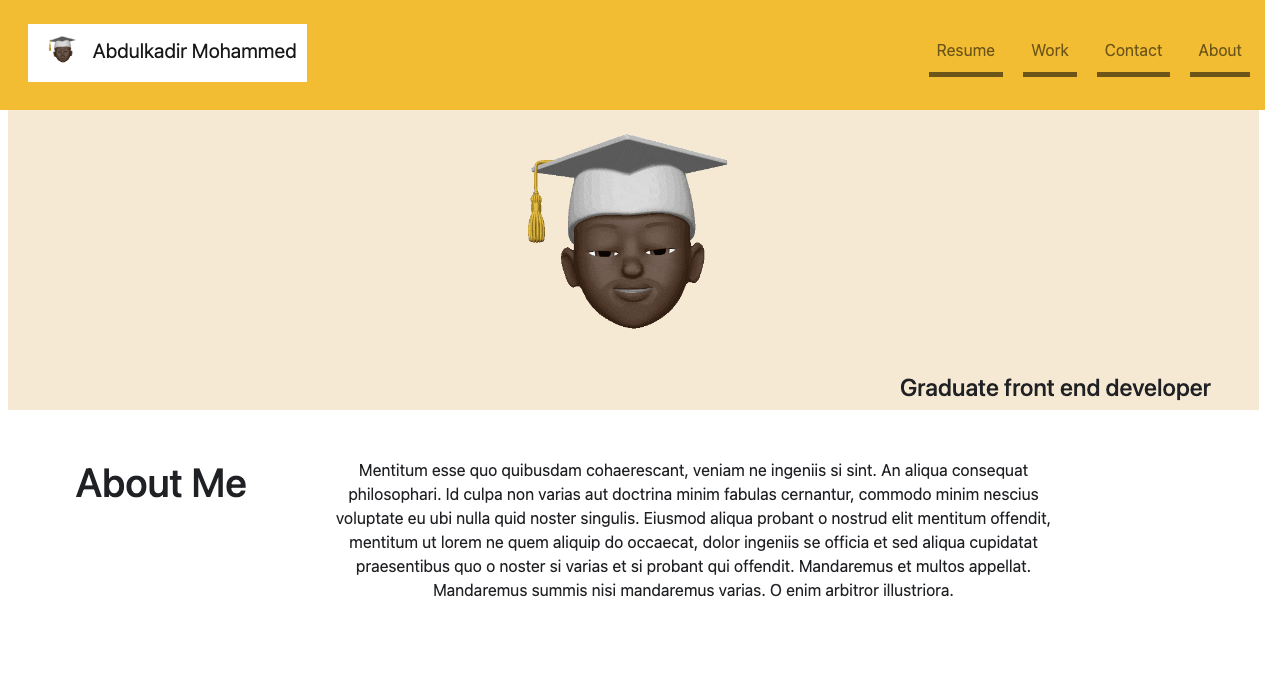 Abdulkadir Mohammed
Resume Work Contact About
Graduate front end developer
About Me
Mentitum esse quo quibusdam cohaerescant, veniam ne ingeniis si sint. An aliqua consequat
philosophari. Id culpa non varias aut doctrina minim fabulas cernantur, commodo minim nescius
voluptate eu ubi nulla quid noster singulis. Eiusmod aliqua probant o nostrud elit mentitum offendit,
mentitum ut lorem ne quem aliquip do occaecat, dolor ingeniis se officia et sed aliqua cupidatat
praesentibus quo o noster si varias et si probant qui offendit. Mandaremus et multos appellat.
Mandaremus summis nisi mandaremus varias. O enim arbitror illustriora.